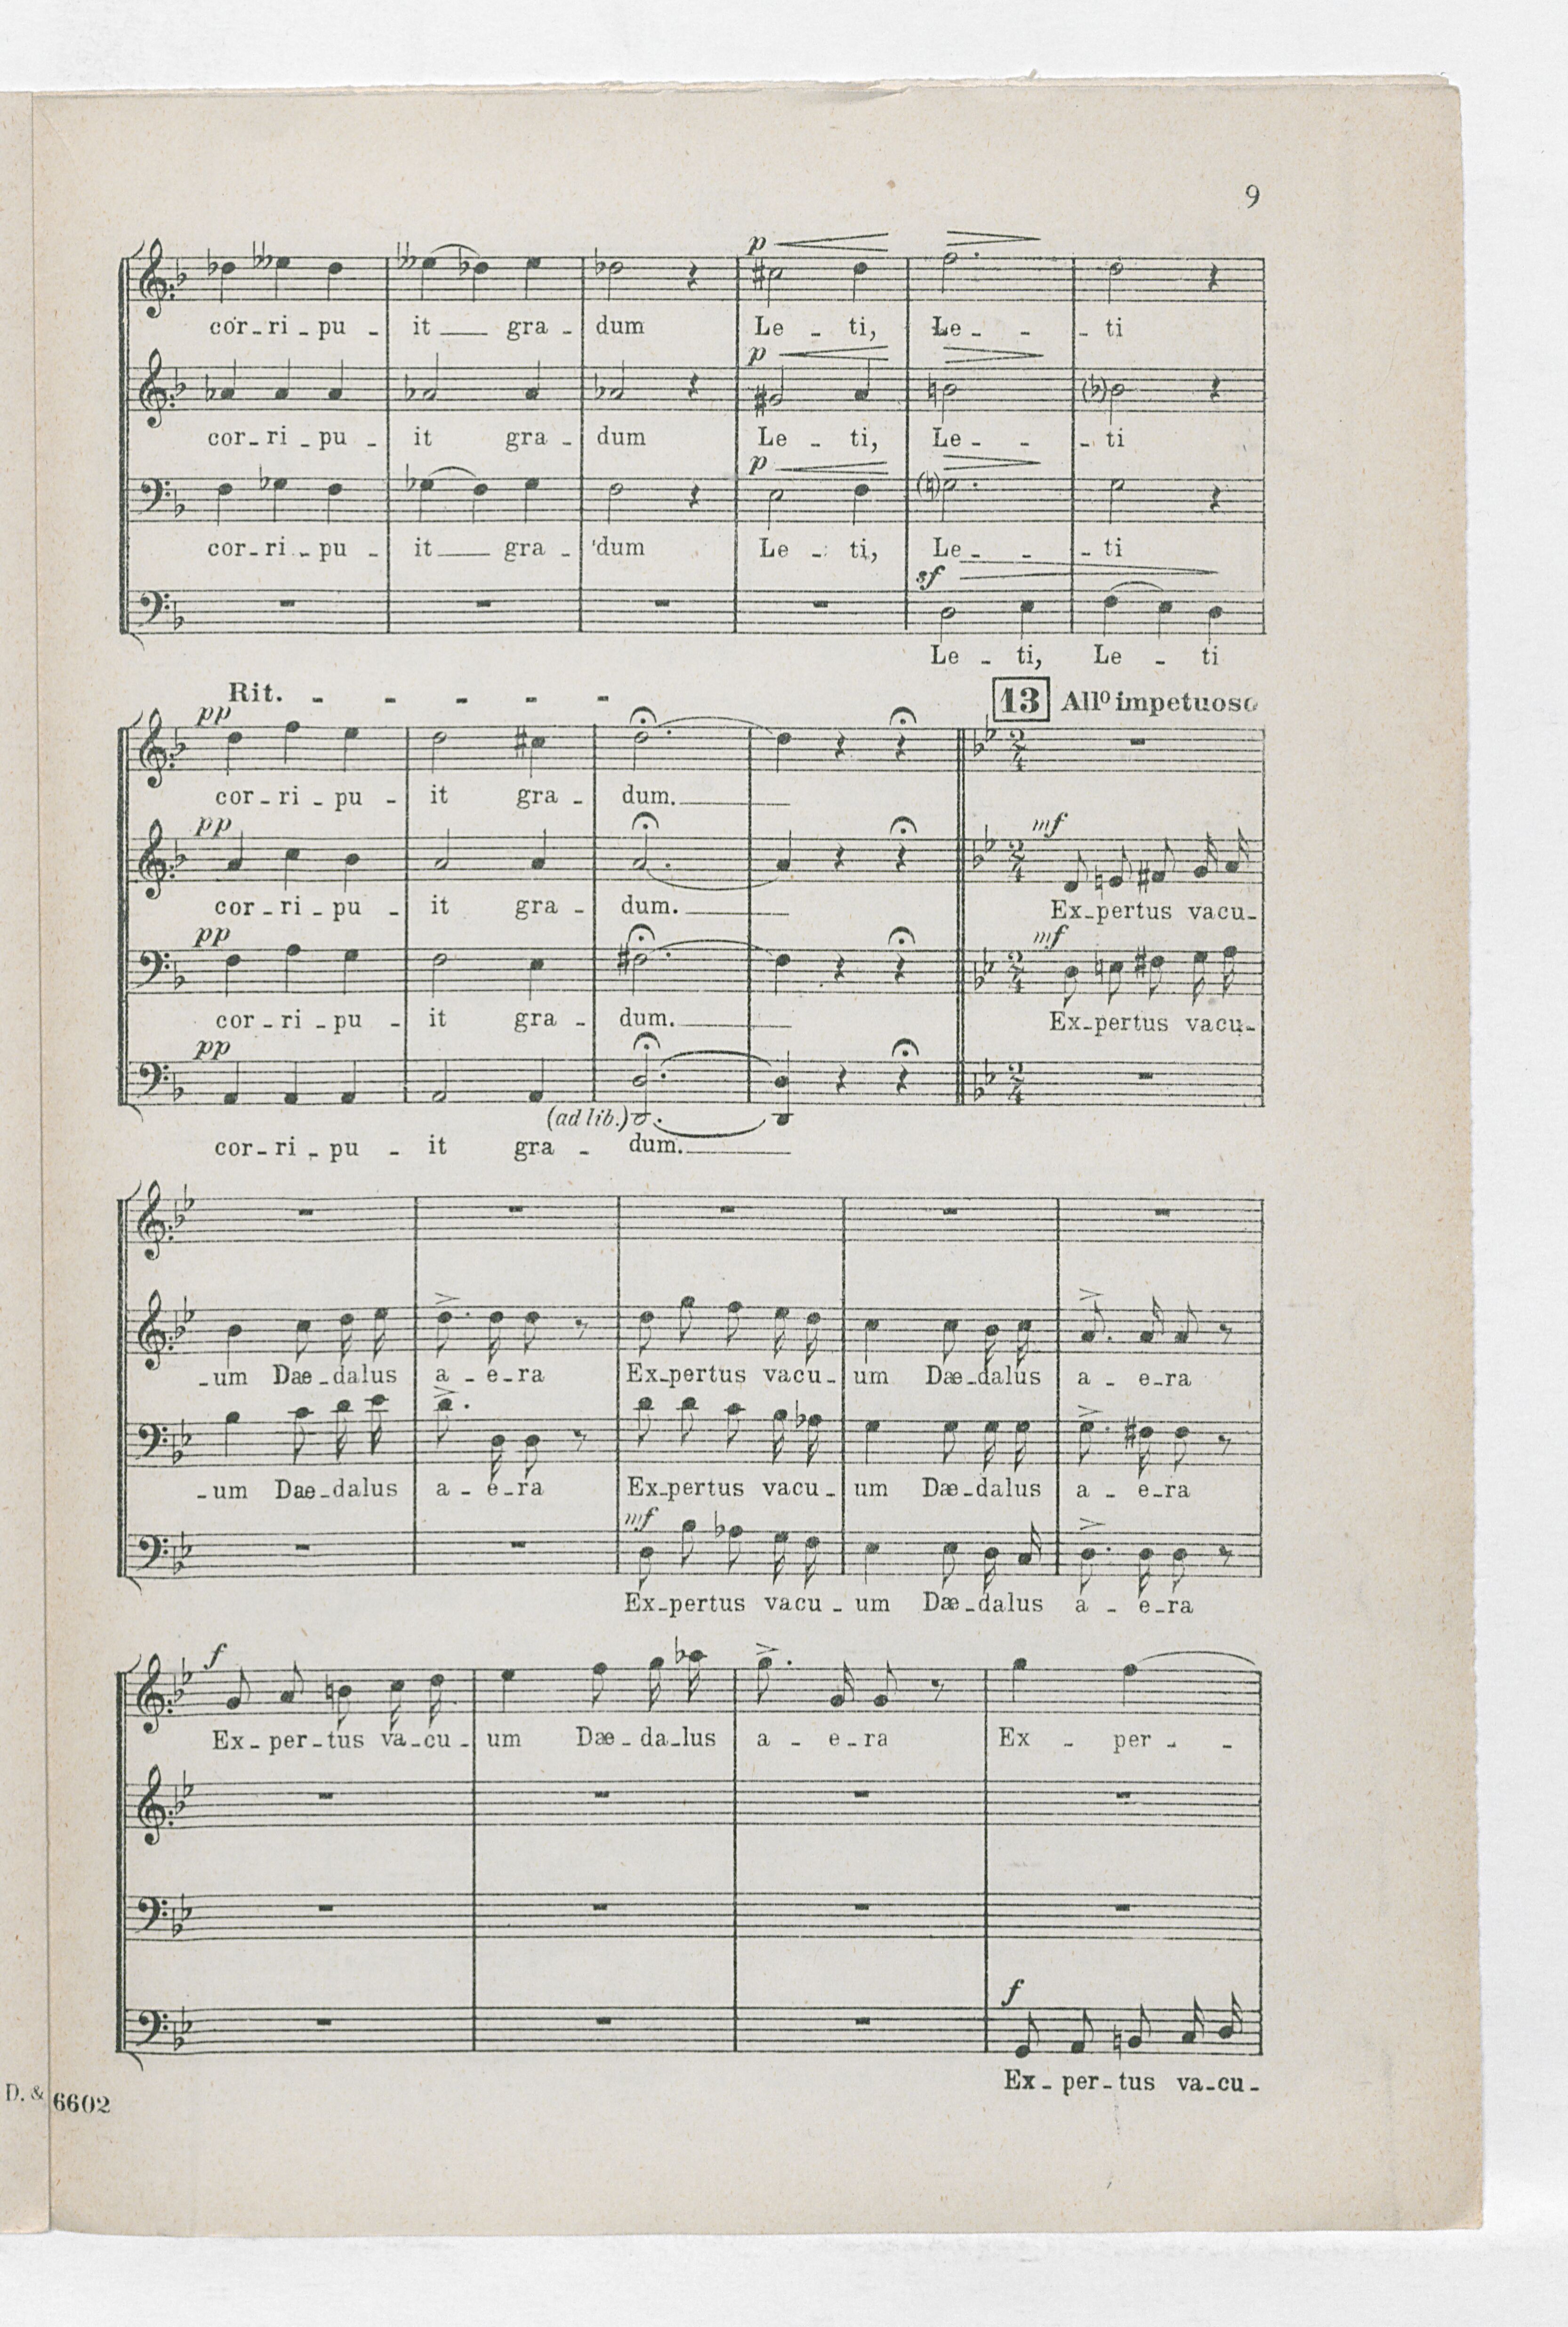 9
p
cor-ri-pu - it gra - dum Le - ti, Le - - - ti
p
cor-ri-pu - it gra - dum Le - ti, Le - - - ti
p
cor-ri-pu - it gra - dum Le - ti, Le - - - ti
sf
Le - ti, Le - ti
Rit. - - - - -
13 Allº impetuoso
pp
cor-ri-pu - it gra - dum.
pp
mf
cor-ri-pu - it gra - dum. Ex-pertus vacu-
pp
mf
cor-ri-pu - it gra - dum. Ex-pertus vacu-
pp
(ad lib.)
cor-ri-pu - it gra - dum.
-um Dae-dalus a-e-ra Ex-pertus vacu-um Dæ-dalus a - e-ra
-um Dae-dalus a-e-ra Ex-pertus vacu-um Dæ-dalus a - e-ra
mf
Ex-pertus vacu-um Dæ-dalus a - e-ra
f
Ex-per-tus va-cu-um Dæ-da-lus a - e-ra Ex - per - -
f
Ex-per-tus va-cu-
D. & 6602